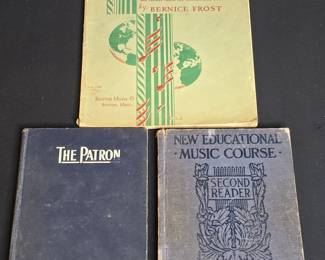 by BERNICE FROST
Boston Music Co
Boston, Mass.
THE PATRON
NEW EDUCATIONAL
· MUSIC COURSE ·
SECOND
READER